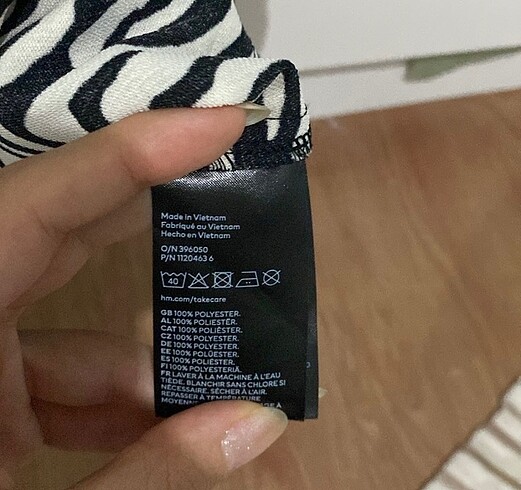 Made in Vietnam
Fabriqué au Vietnam
Hecho en Vietnam
O/N 396050
P/N 1120463 6
40
hm.com/takecare
GB 100% POLYESTER.
AL 100% POLIESTËR.
CAT 100% POLIÈSTER.
CZ 100% POLYESTER.
DE 100% POLYESTER.
EE 100% POLÜESTER.
ES 100% POLIÉSTER.
FI 100% POLYESTERIÄ.
FR LAVER À LA MACHINE À L'EAU
TIÈDE. BLANCHIR SANS CHLORE SI
NÉCESSAIRE. SÉCHER À L'AIR.
REPASSER À TEMPÉRATURE